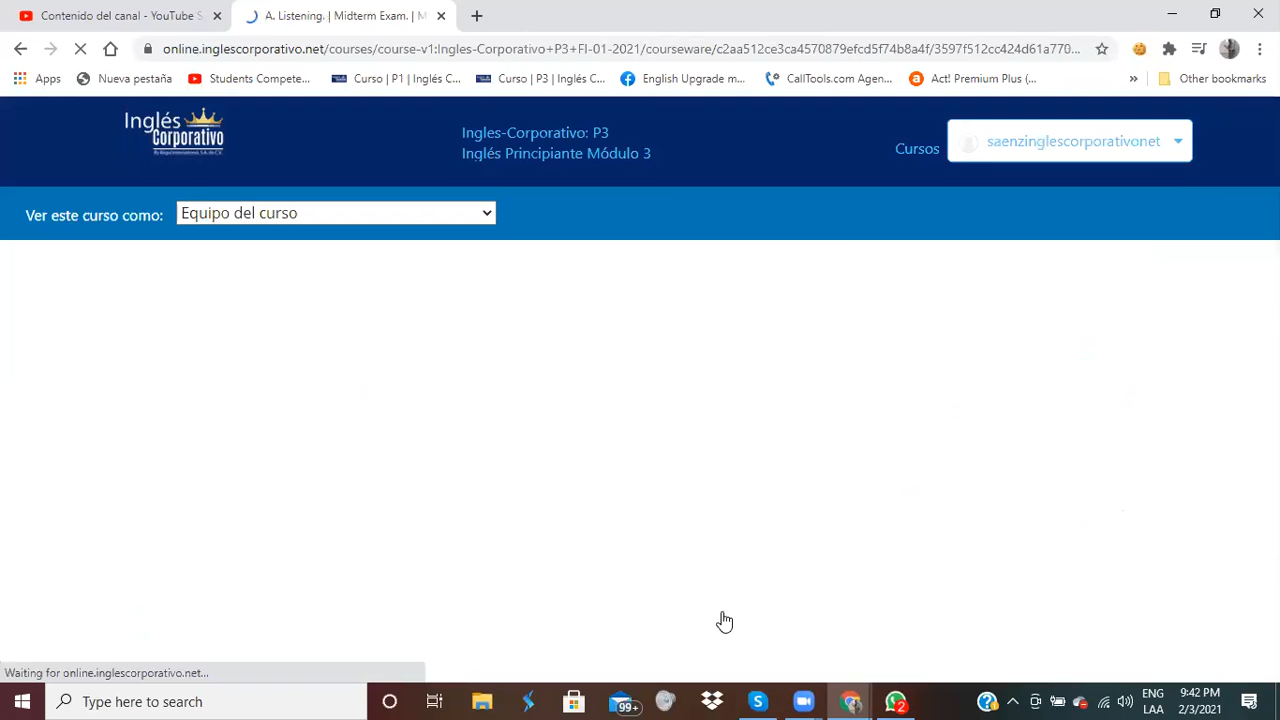 Contenido del canal - YouTube S
A. Listening. | Midterm Exam. | M
online.inglescorporativo.net/courses/course-v1:Ingles-Corporativo+P3+FI-01-2021/courseware/c2aa512ce3ca4570879efcd5f74b8a4f/3597f512cc424d61a770...
Apps
Nueva pestaña
Students Compete...
Curso | P1 | Inglés C...
Curso | P3 | Inglés C...
English Upgrade m...
CallTools.com Agen...
Act! Premium Plus (...
»
Other bookmarks
Inglés
Corporativo
Ingles-Corporativo: P3
Inglés Principiante Módulo 3
Cursos
saenzinglescorporativonet
Ver este curso como:
Equipo del curso
Waiting for online.inglescorporativo.net...
Type here to search
99+
2
ENG
LAA
9:42 PM
2/3/2021